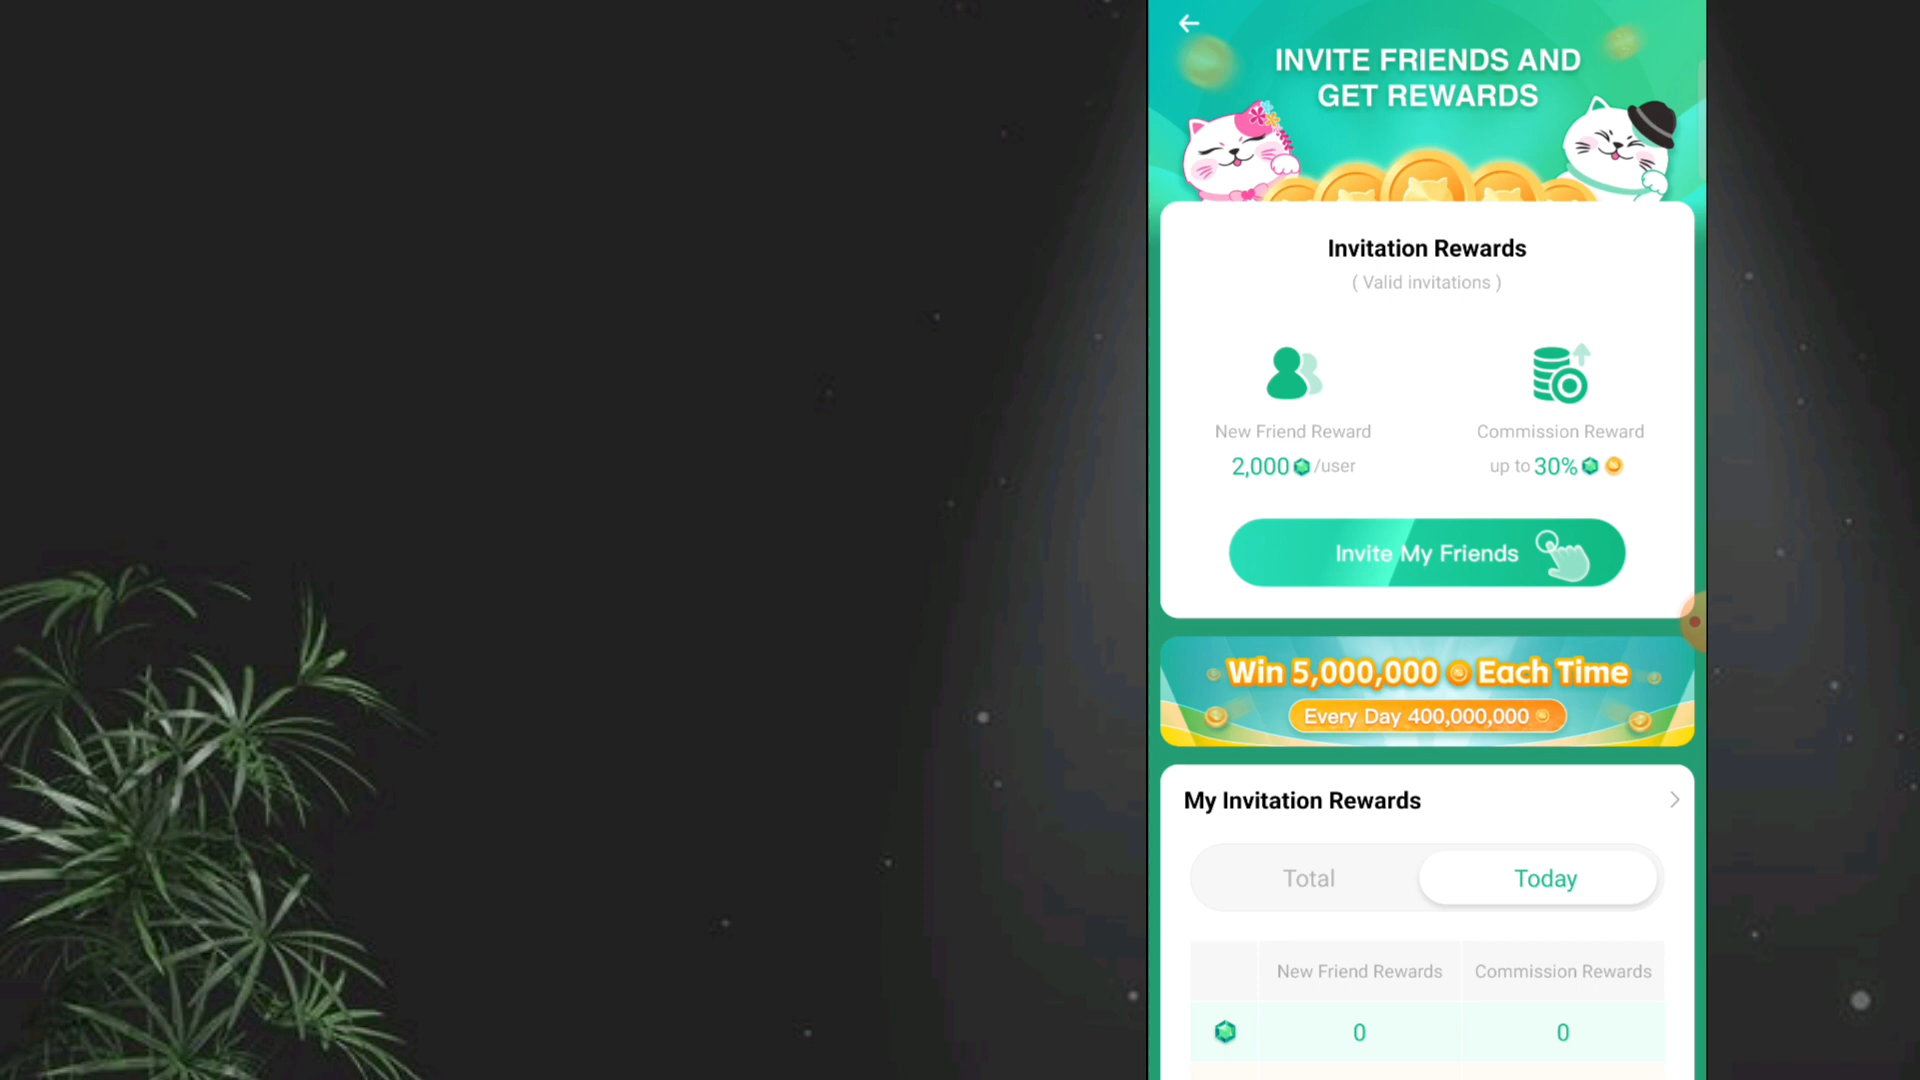 INVITE FRIENDS AND
GET REWARDS
Invitation Rewards
( Valid invitations )
New Friend Reward
2,000 /user
Commission Reward
up to 30%
Invite My Friends
Win 5,000,000 Each Time
Every Day 400,000,000
My Invitation Rewards
Total
Today
New Friend Rewards
Commission Rewards
0
0